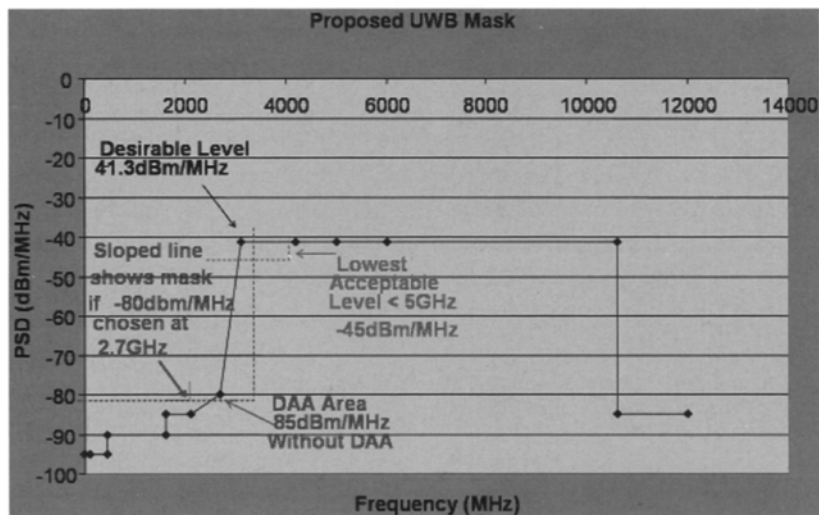 Proposed UWB Mask
0
2000
4000
6000
8000
10000
12000
14000
0
-10
-20
-30
-40
-50
-60
-70
-80
-90
-100
PSD (dBm/MHz)
Desirable Level
41.3dBm/MHz
Sloped line
shows mask
if -80dbm/MHz
chosen at
2.7GHz
Lowest
Acceptable
Level < 5GHz
-45dBm/MHz
DAA Area
85dBm/MHz
Without DAA
Frequency (MHz)